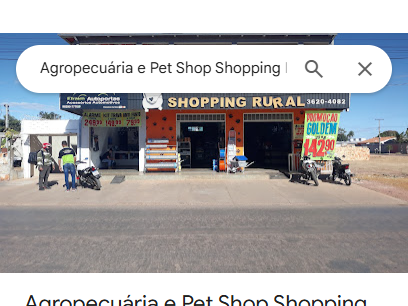 Agropecuária e Pet Shop Shopping
Autoportas
Acessórios Automotivos
SHOPPING RURAL 3620-4082
PROMOÇÃO
GOLDEN
142,90
Agropecuária e Pet Shop Shopping